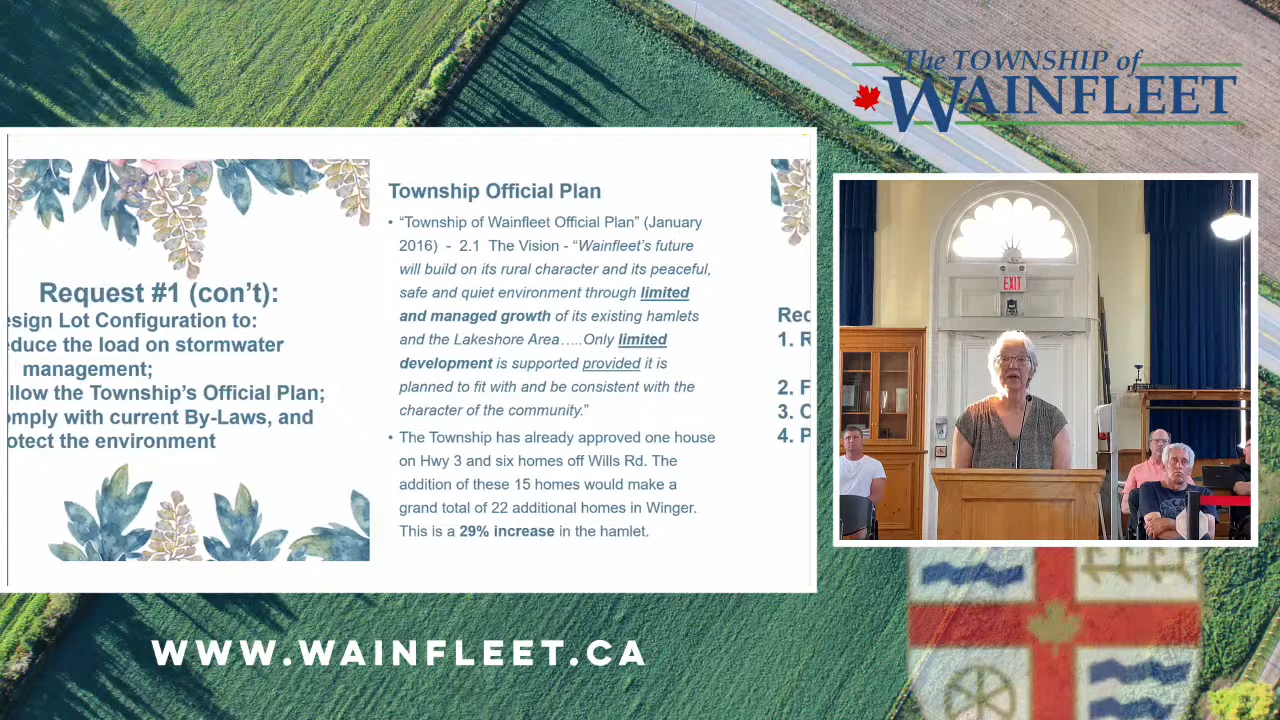 The TOWNSHIP of
WAINFLEET
Request #1 (con't):
esign Lot Configuration to:
educe the load on stormwater
management;
llow the Township's Official Plan;
omply with current By-Laws, and
otect the environment
Township Official Plan
• "Township of Wainfleet Official Plan" (January
2016) - 2.1 The Vision - "Wainfleet's future
will build on its rural character and its peaceful,
safe and quiet environment through limited
and managed growth of its existing hamlets
and the Lakeshore Area…..Only limited
development is supported provided it is
planned to fit with and be consistent with the
character of the community."
• The Township has already approved one house
on Hwy 3 and six homes off Wills Rd. The
addition of these 15 homes would make a
grand total of 22 additional homes in Winger.
This is a 29% increase in the hamlet.
Rec
1. R
2. F
3. C
4. P
EXIT
WWW.WAINFLEET.CA